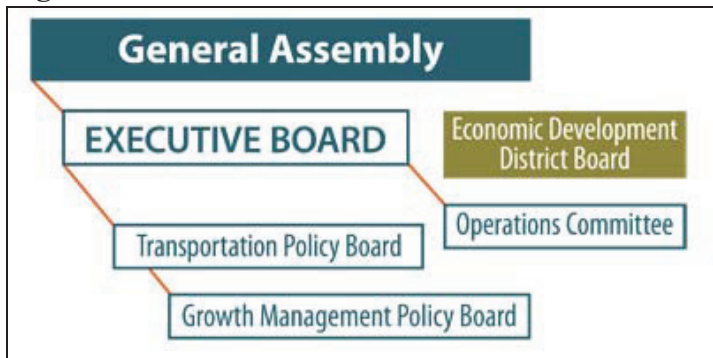 General Assembly
EXECUTIVE BOARD
Economic Development
District Board
Operations Committee
Transportation Policy Board
Growth Management Policy Board